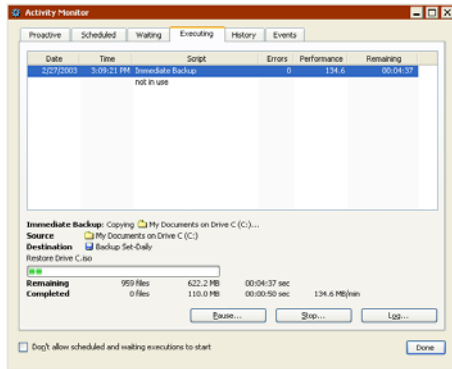 Activity Monitor
Proactive Scheduled Waiting Executing History Events
Date Time Script Errors Performance Remaining
2/27/2003 3:09:21 PM Immediate Backup 0 134.6 00:04:37
not in use
Immediate Backup: Copying My Documents on Drive C (C:)...
Source My Documents on Drive C (C:)
Destination Backup Set-Daily
Restore Drive C.iso
Remaining 959 files 622.2 MB 00:04:37 sec
Completed 0 files 110.0 MB 00:00:50 sec 134.6 MB/min
Pause... Stop... Log...
Don't allow scheduled and waiting executions to start Done